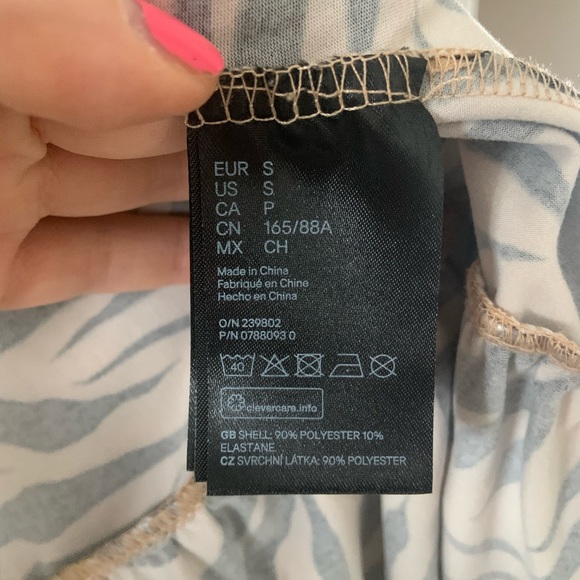 EUR S
US S
CA P
CN 165/88A
MX CH
Made in China
Fabriqué en Chine
Hecho en China
O/N 239802
P/N 0788093 0
40
clevercare.info
GB SHELL: 90% POLYESTER 10%
ELASTANE
CZ SVRCHNÍ LÁTKA: 90% POLYESTER